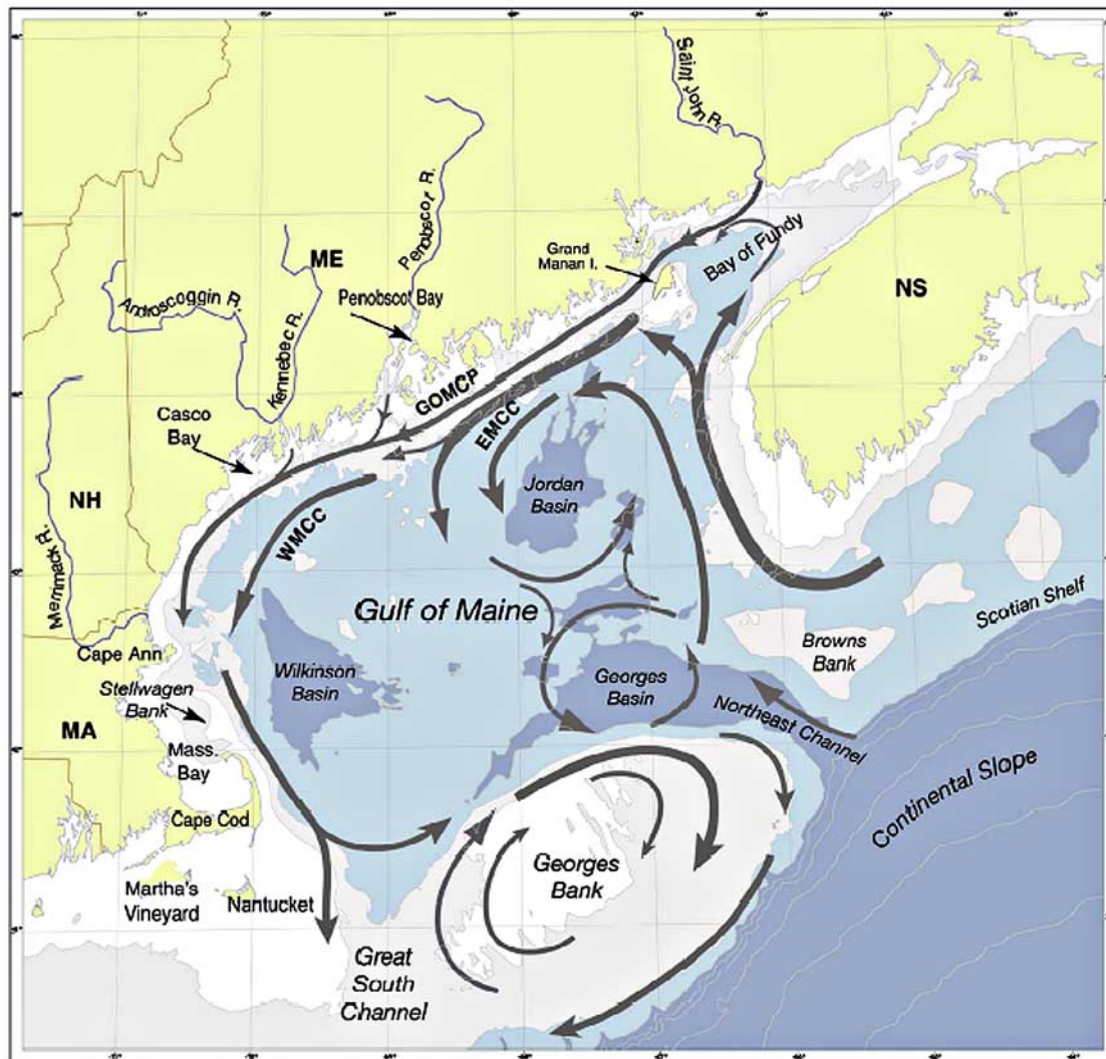 Saint John R.
Penobscot R.
ME
Grand
Manan I.
Bay of Fundy
NS
Androscoggin R.
Kennebec R.
Penobscot Bay
GOMCP
EMCC
Casco
Bay
NH
Merrimack R.
WMCC
Jordan
Basin
Gulf of Maine
Scotian Shelf
Browns
Bank
Cape Ann
Wilkinson
Basin
Georges
Basin
Stellwagen
Bank
Northeast Channel
MA
Mass.
Bay
Continental Slope
Cape Cod
Georges
Bank
Martha's
Vineyard
Nantucket
Great
South
Channel